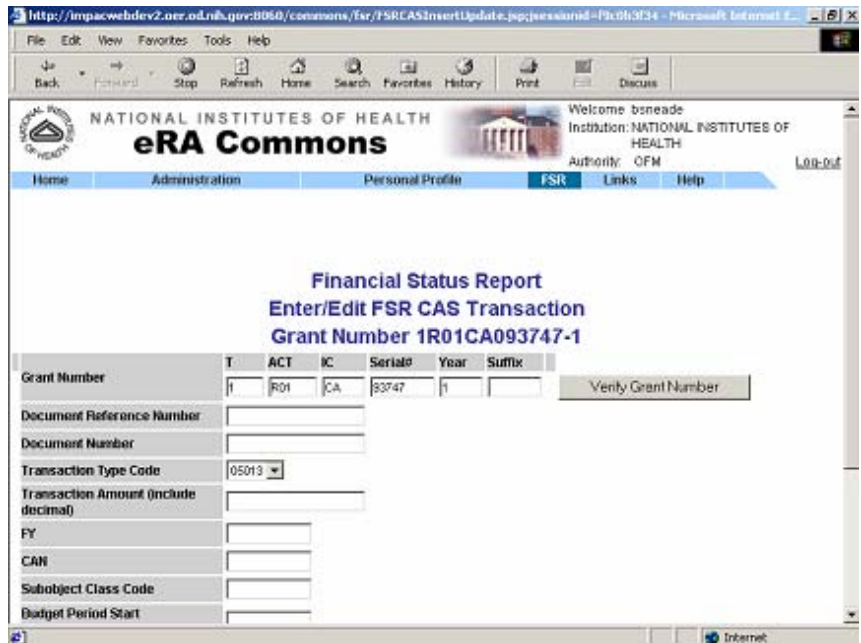 http://impacwebdev2.oer.od.nih.gov:8060/commons/fsr/FSRCASInsertUpdate.jsp;jsessionid= - Microsoft Internet
File Edit View Favorites Tools Help
Back Forward Stop Refresh Home Search Favorites History Print Edit Discuss
NATIONAL INSTITUTES OF HEALTH
eRA Commons
Welcome bsneade
Institution: NATIONAL INSTITUTES OF HEALTH
Authority: OFM
Log-out
Home Administration Personal Profile FSR Links Help
Financial Status Report
Enter/Edit FSR CAS Transaction
Grant Number 1R01CA093747-1
T ACT IC Serial# Year Suffix
Grant Number 1 R01 CA 93747 1 Verify Grant Number
Document Reference Number
Document Number
Transaction Type Code 05013
Transaction Amount (include decimal)
FY
CAN
Subobject Class Code
Budget Period Start
Internet